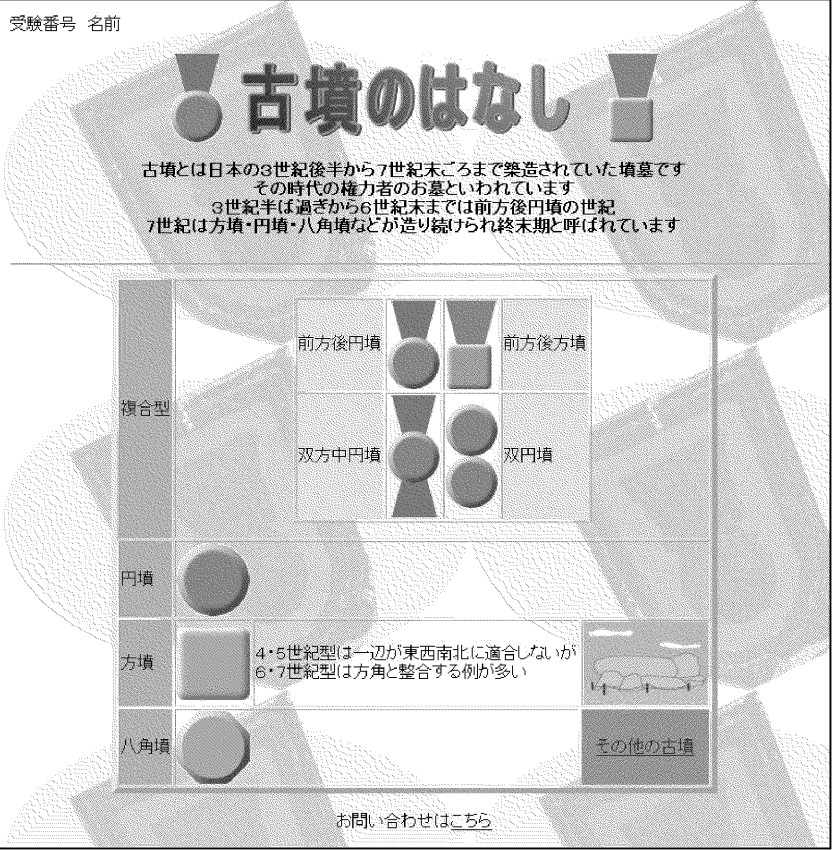 受験番号 名前
古墳のはなし
古墳とは日本の3世紀後半から7世紀末ごろまで築造されていた墳墓です
その時代の権力者のお墓といわれています
3世紀半ば過ぎから6世紀末までは前方後円墳の世紀
7世紀は方墳・円墳・八角墳などが造り続けられ終末期と呼ばれています
複合型
前方後円墳
前方後方墳
双方中円墳
双円墳
円墳
方墳
4・5世紀型は一辺が東西南北に適合しないが
6・7世紀型は方角と整合する例が多い
八角墳
その他の古墳
お問い合わせはこちら